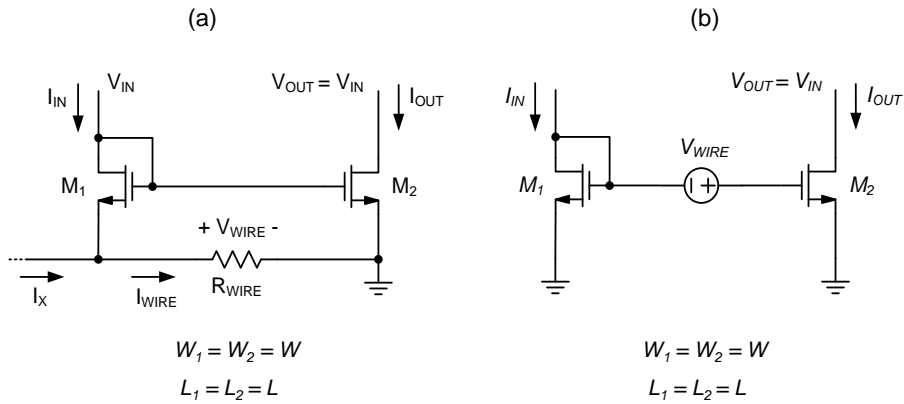 (a)
(b)
I_IN
V_IN
V_OUT = V_IN
I_OUT
M_1
M_2
+ V_WIRE -
R_WIRE
I_X
I_WIRE
W_1 = W_2 = W
L_1 = L_2 = L
I_IN
V_OUT = V_IN
I_OUT
V_WIRE
M_1
- +
M_2
W_1 = W_2 = W
L_1 = L_2 = L